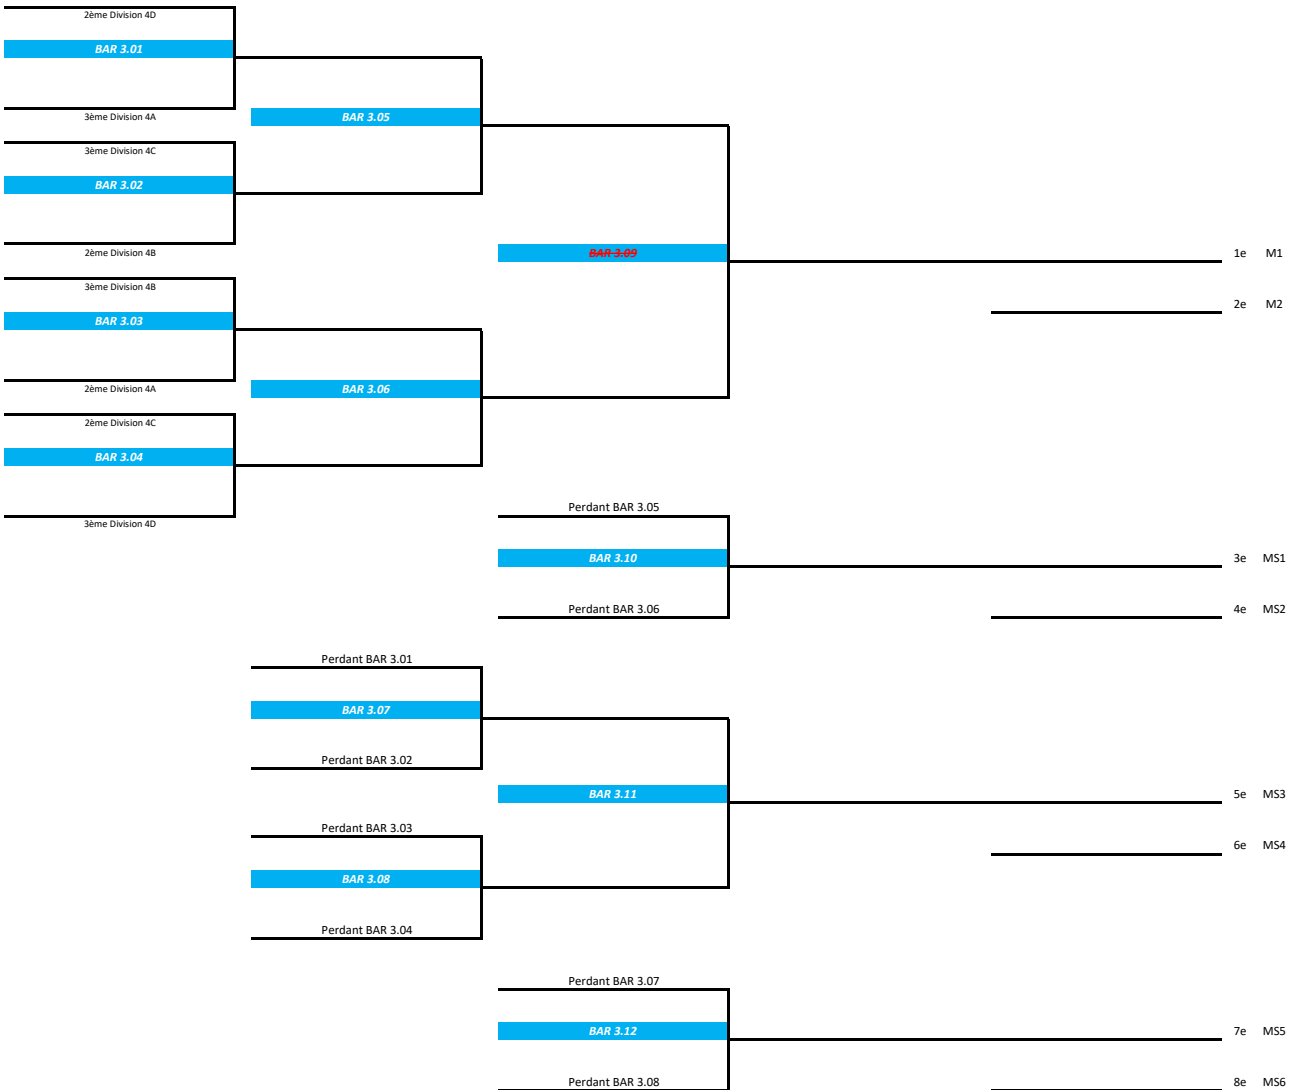 2ème Division 4D
BAR 3.01
3ème Division 4A
BAR 3.05
3ème Division 4C
BAR 3.02
2ème Division 4B
BAR 3.09
1e M1
3ème Division 4B
2e M2
BAR 3.03
2ème Division 4A
BAR 3.06
2ème Division 4C
BAR 3.04
Perdant BAR 3.05
3ème Division 4D
BAR 3.10
3e MS1
Perdant BAR 3.06
4e MS2
Perdant BAR 3.01
BAR 3.07
Perdant BAR 3.02
BAR 3.11
5e MS3
Perdant BAR 3.03
6e MS4
BAR 3.08
Perdant BAR 3.04
Perdant BAR 3.07
BAR 3.12
7e MS5
Perdant BAR 3.08
8e MS6